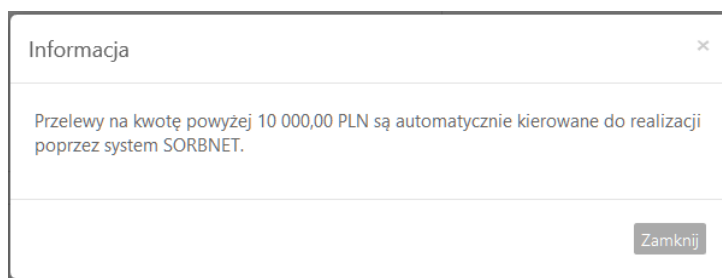 Informacja
×
Przelewy na kwotę powyżej 10 000,00 PLN są automatycznie kierowane do realizacji
poprzez system SORBNET.
Zamknij